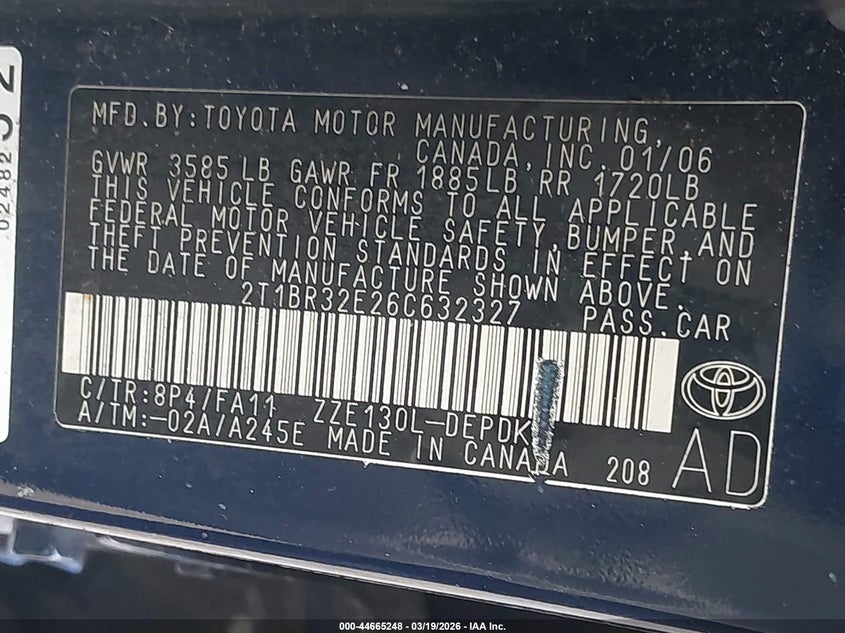 MFD.BY:TOYOTA MOTOR MANUFACTURING,
CANADA, INC. 01/06
GVWR 3585 LB GAWR FR 1885LB RR 1720LB
THIS VEHICLE CONFORMS TO ALL APPLICABLE
FEDERAL MOTOR VEHICLE SAFETY,BUMPER,AND
THEFT PREVENTION STANDARDS IN EFFECT ON
THE DATE OF MANUFACTURE SHOWN ABOVE.
2T1BR32E26C632327 PASS.CAR
C/TR:8P4/FA11 ZZE130L-DEPDK
A/TM:-02A/A245E MADE IN CANADA 208 AD
02482
000-44665248 - 03/19/2026 - IAA Inc.